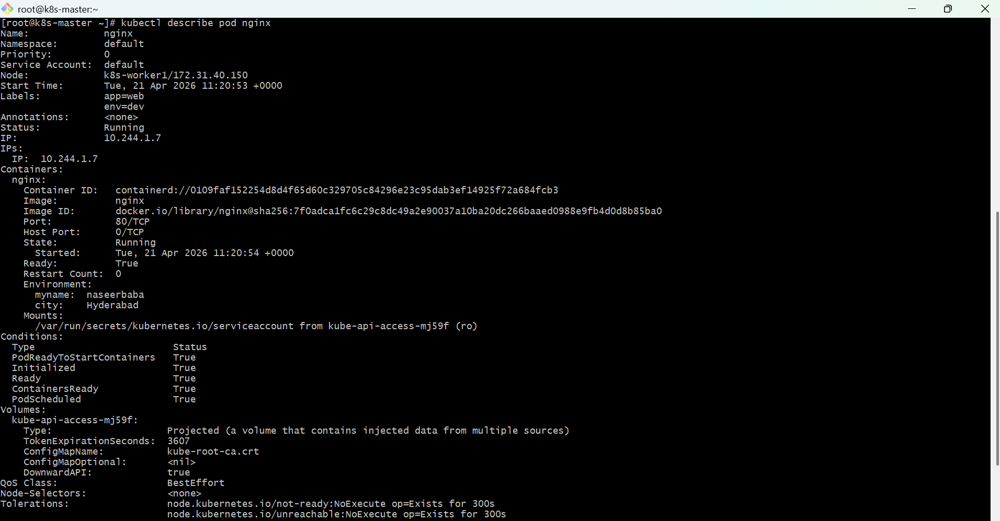 root@k8s-master:~
[root@k8s-master ~]# kubectl describe pod nginx
Name:             nginx
Namespace:        default
Priority:         0
Service Account:  default
Node:             k8s-worker1/172.31.40.150
Start Time:       Tue, 21 Apr 2026 11:20:53 +0000
Labels:           app=web
                  env=dev
Annotations:      <none>
Status:           Running
IP:               10.244.1.7
IPs:
  IP:  10.244.1.7
Containers:
  nginx:
    Container ID:   containerd://0109faf152254d8d4f65d60c329705c84296e23c95dab3ef14925f72a684fcb3
    Image:          nginx
    Image ID:       docker.io/library/nginx@sha256:7f0adca1fc6c29c8dc49a2e90037a10ba20dc266baaed0988e9fb4d0d8b85ba0
    Port:           80/TCP
    Host Port:      0/TCP
    State:          Running
      Started:      Tue, 21 Apr 2026 11:20:54 +0000
    Ready:          True
    Restart Count:  0
    Environment:
      myname:  naseerbaba
      city:    Hyderabad
    Mounts:
      /var/run/secrets/kubernetes.io/serviceaccount from kube-api-access-mj59f (ro)
Conditions:
  Type                        Status
  PodReadyToStartContainers   True
  Initialized                 True
  Ready                       True
  ContainersReady             True
  PodScheduled                True
Volumes:
  kube-api-access-mj59f:
    Type:                    Projected (a volume that contains injected data from multiple sources)
    TokenExpirationSeconds:  3607
    ConfigMapName:           kube-root-ca.crt
    ConfigMapOptional:       <nil>
    DownwardAPI:             true
QoS Class:                   BestEffort
Node-Selectors:              <none>
Tolerations:                 node.kubernetes.io/not-ready:NoExecute op=Exists for 300s
                             node.kubernetes.io/unreachable:NoExecute op=Exists for 300s